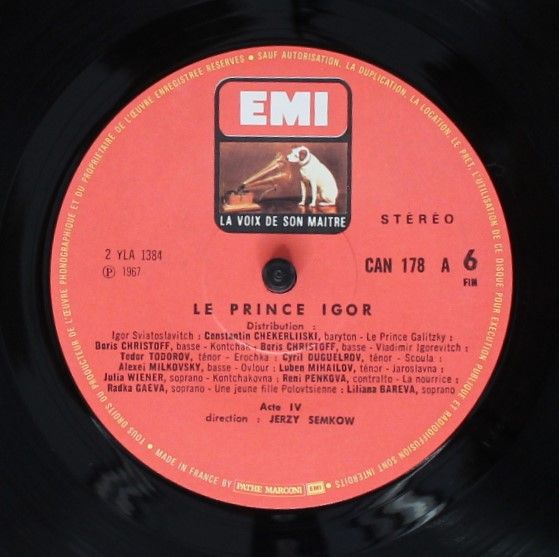 TOUS DROITS DU PRODUCTEUR DE L'ŒUVRE PHONOGRAPHIQUE ET DU PROPRIÉTAIRE DE L'ŒUVRE ENREGISTRÉE RÉSERVÉS • SAUF AUTORISATION, LA DUPLICATION, LA LOCATION, LE PRÊT, L'UTILISATION DE CE DISQUE POUR EXÉCUTION PUBLIQUE ET RADIODIFFUSION SONT INTERDITS •
EMI
LA VOIX DE SON MAITRE
STÉRÉO
2 YLA 1384
Ⓟ 1967
CAN 178 A 6
FIN
LE PRINCE IGOR
Distribution :
Igor Sviatoslavitch : Constantin CHEKERLIISKI, baryton - Le Prince Galitzky :
Boris CHRISTOFF, basse - Kontchak : Boris CHRISTOFF, basse - Vladimir Igorevitch :
Todor TODOROV, ténor - Erochka : Cyril DUGUELROV, ténor - Scoula :
Alexei MILKOVSKY, basse - Ovlour : Luben MIHAILOV, ténor - Jaroslavna :
Julia WIENER, soprano - Kontchakovna : Reni PENKOVA, contralto - La nourrice :
Radka GAEVA, soprano - Une jeune fille Polovtsienne : Liliana BAREVA, soprano
Acte IV
direction : JERZY SEMKOW
• MADE IN FRANCE BY PATHE MARCONI EMI •